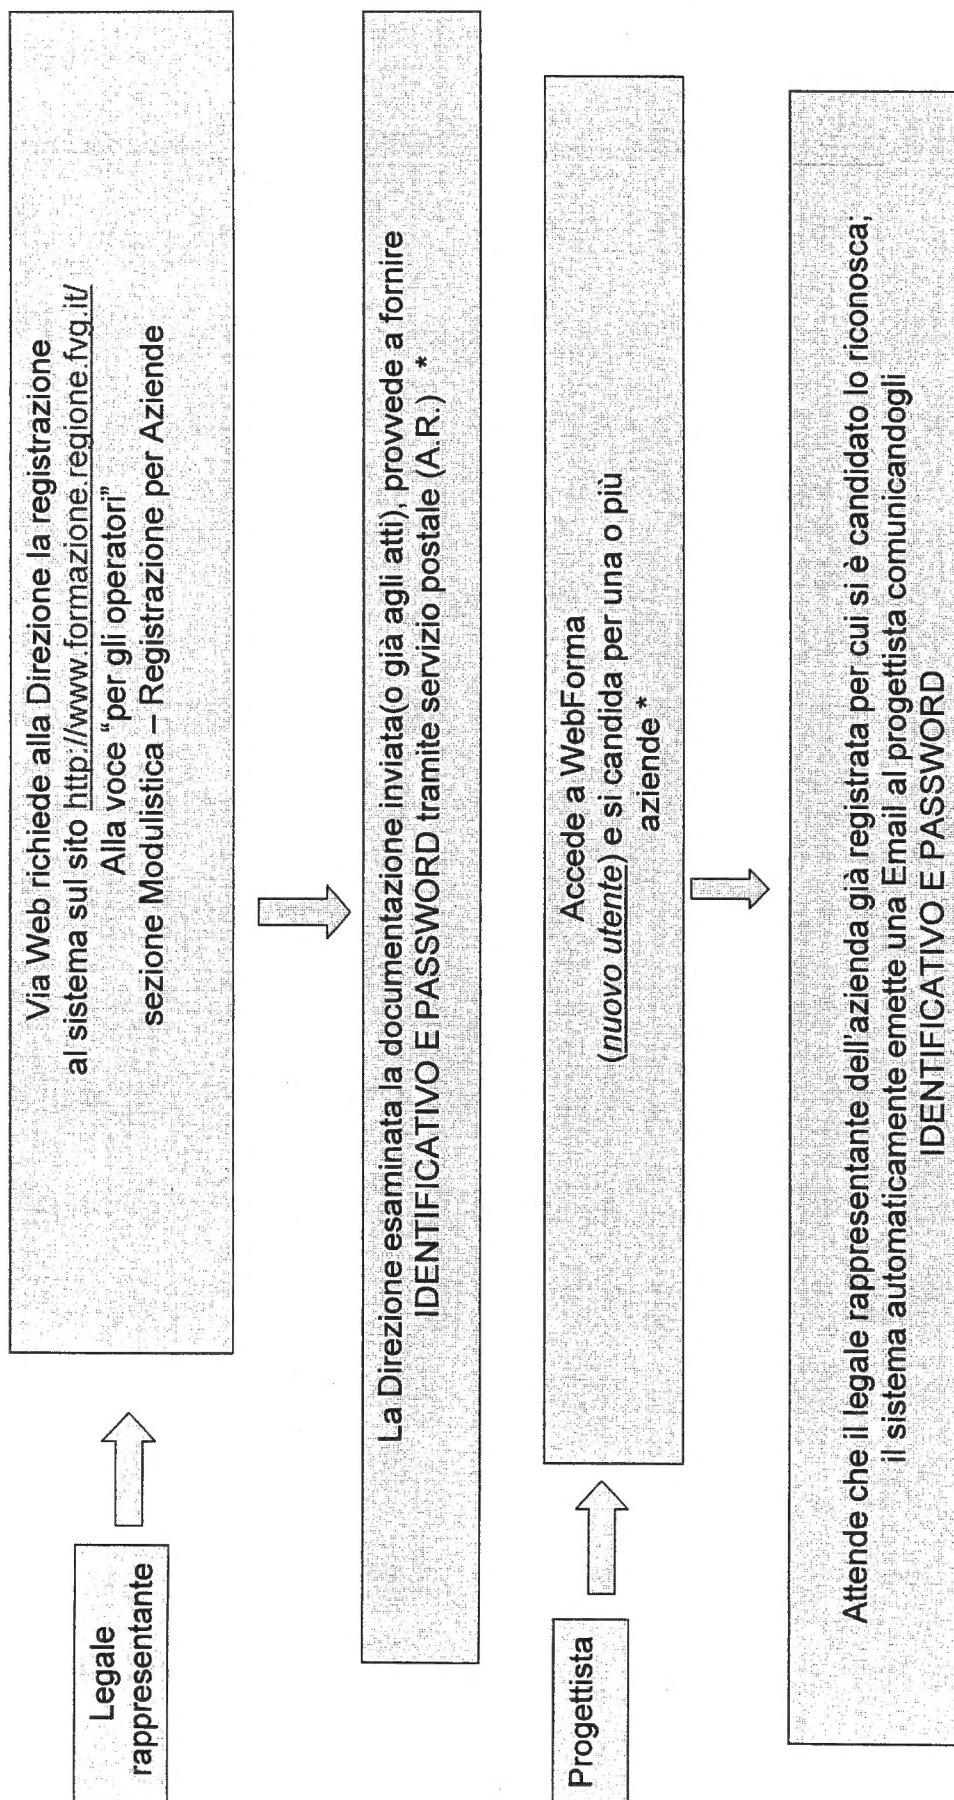 Legale
rappresentante
Via Web richiede alla Direzione la registrazione
al sistema sul sito http://www.formazione.regione.fvg.it/
Alla voce “per gli operatori”
sezione Modulistica – Registrazione per Aziende
La Direzione esaminata la documentazione inviata(o già agli atti), provvede a fornire
IDENTIFICATIVO E PASSWORD tramite servizio postale (A.R.) *
Progettista
Accede a WebForma
(nuovo utente) e si candida per una o più
aziende *
Attende che il legale rappresentante dell'azienda già registrata per cui si è candidato lo riconosca;
il sistema automaticamente emette una Email al progettista comunicandogli
IDENTIFICATIVO E PASSWORD